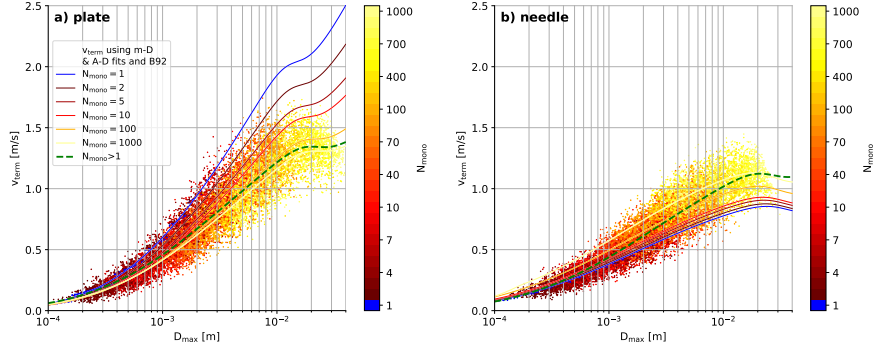 a) plate
v_term using m-D
& A-D fits and B92
N_mono = 1
N_mono = 2
N_mono = 5
N_mono = 10
N_mono = 100
N_mono = 1000
N_mono>1
2.5
2.0
1.5
1.0
0.5
0.0
v_term [m/s]
10⁻⁴
10⁻³
10⁻²
D_max [m]
1000
700
400
100
70
40
10
7
4
1
N_mono
b) needle
2.5
2.0
1.5
1.0
0.5
0.0
v_term [m/s]
10⁻⁴
10⁻³
10⁻²
D_max [m]
1000
700
400
100
70
40
10
7
4
1
N_mono